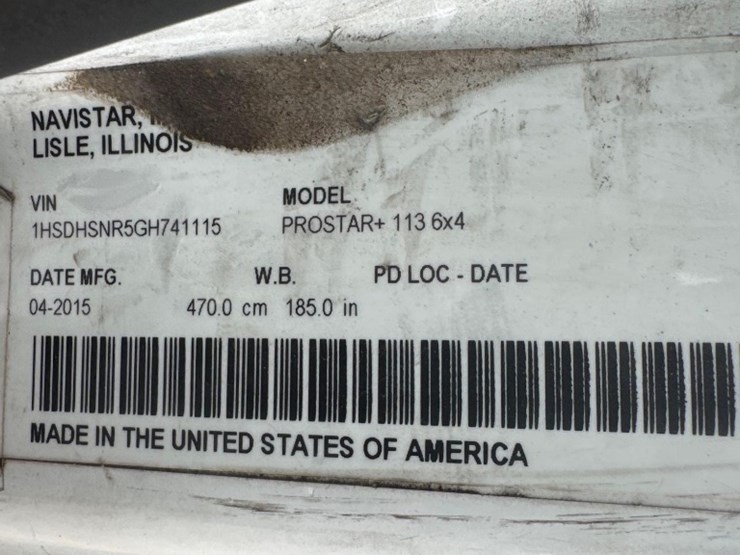 NAVISTAR,
LISLE, ILLINOIS
VIN MODEL
1HSDHSNR5GH741115 PROSTAR+ 113 6x4
DATE MFG. W.B. PD LOC - DATE
04-2015 470.0 cm 185.0 in
MADE IN THE UNITED STATES OF AMERICA